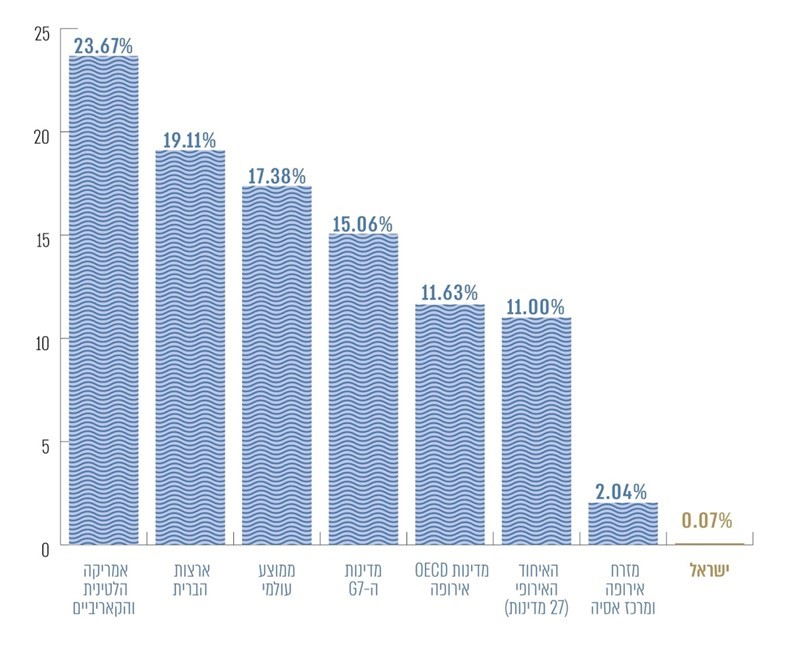 25
20
15
10
5
0
23.67%
19.11%
17.38%
15.06%
11.63%
11.00%
2.04%
0.07%
אמריקה
הלטינית
והקאריביים
ארצות
הברית
ממוצע
עולמי
מדינות
ה-G7
מדינות OECD
אירופה
האיחוד
האירופי
(27 מדינות)
מזרח
אירופה
ומרכז אסיה
ישראל